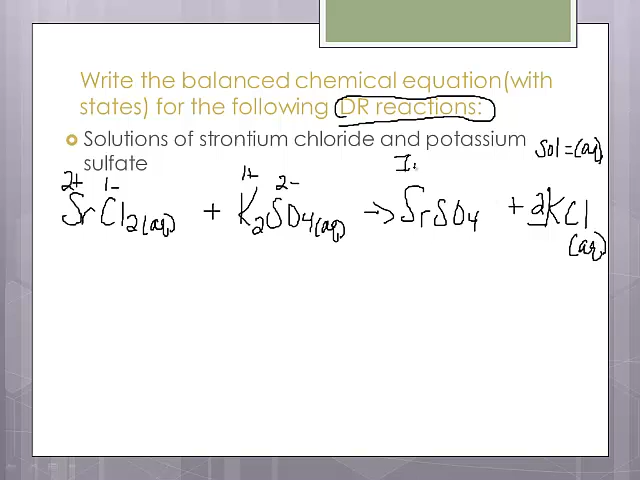 Write the balanced chemical equation(with
states) for the following DR reactions:
Solutions of strontium chloride and potassium
sulfate
Sol = (aq)
2+ 1- 1+ 2- I:
SrCl2(aq) + K2SO4(aq) → SrSO4 + 2KCl
(aq)